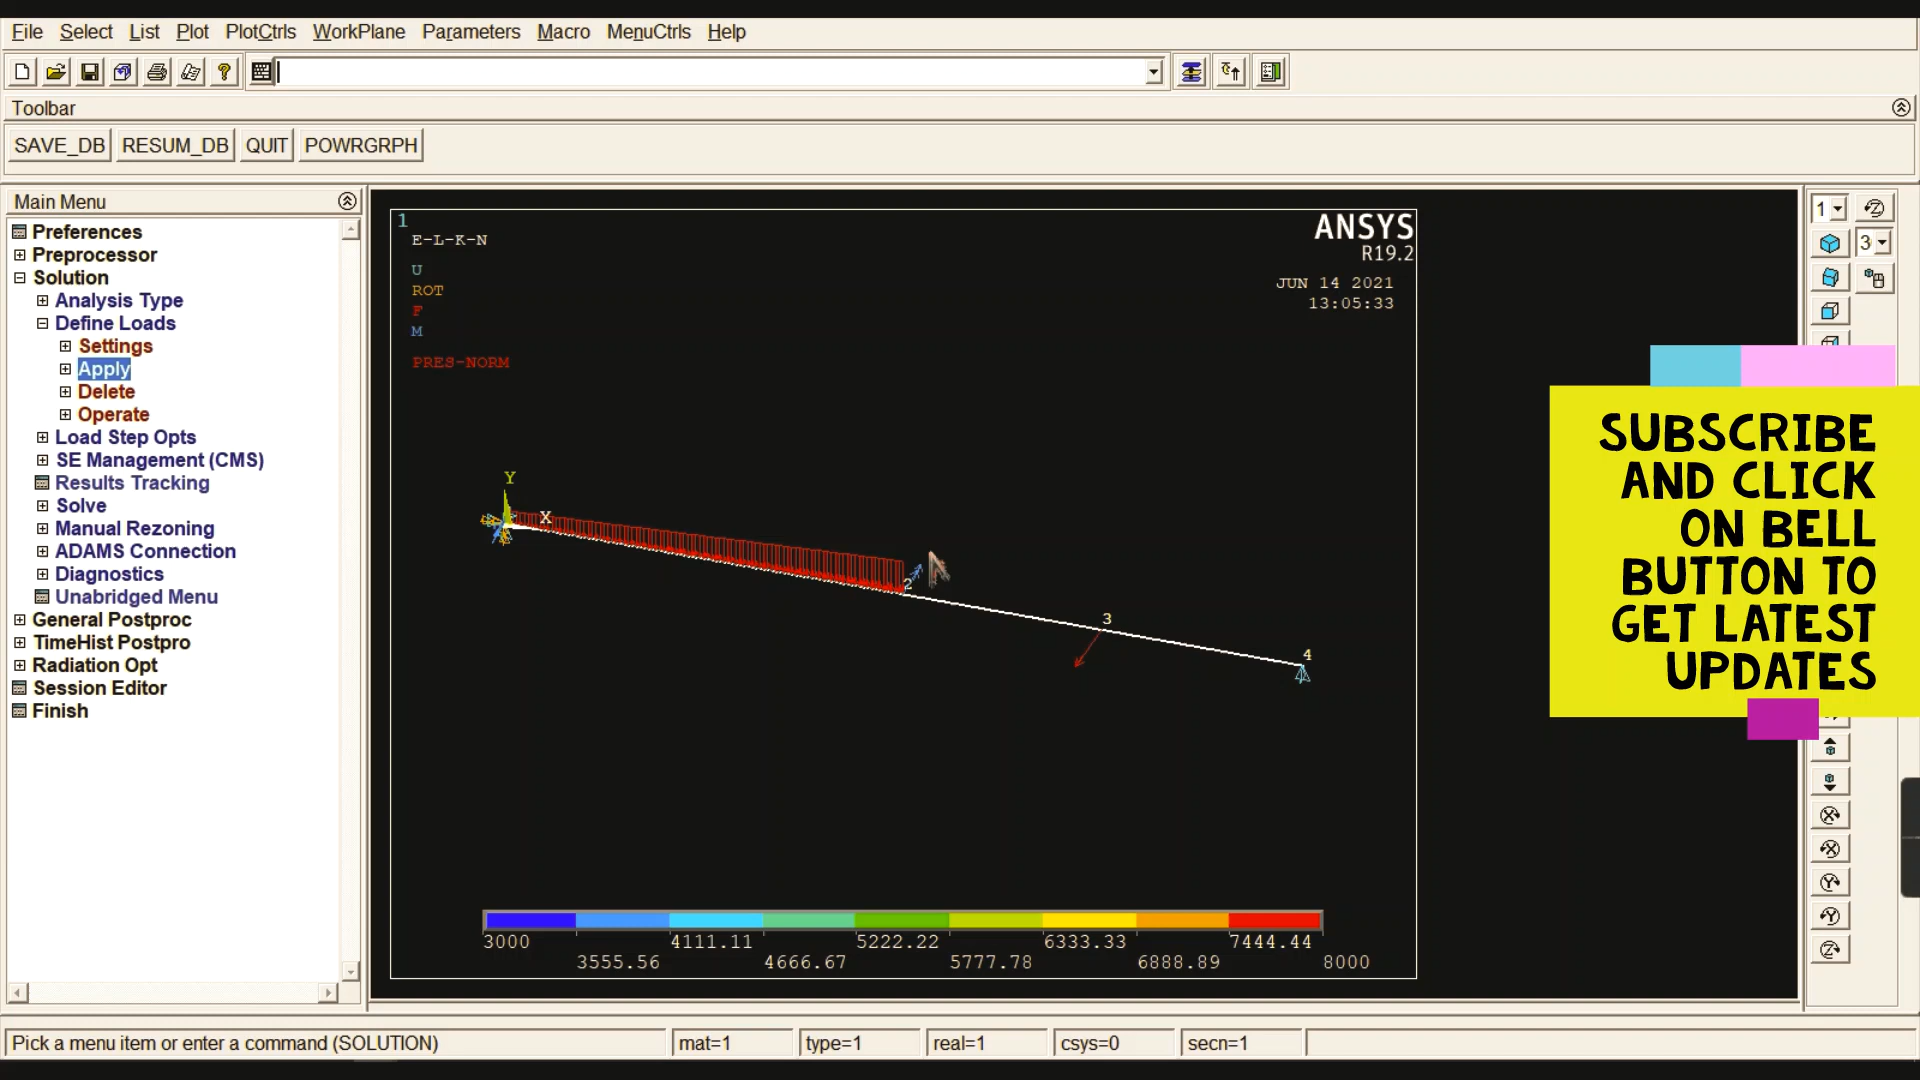 File Select List Plot PlotCtrls WorkPlane Parameters Macro MenuCtrls Help
Toolbar
SAVE_DB RESUM_DB QUIT POWRGRPH
Main Menu
Preferences
Preprocessor
Solution
Analysis Type
Define Loads
Settings
Apply
Delete
Operate
Load Step Opts
SE Management (CMS)
Results Tracking
Solve
Manual Rezoning
ADAMS Connection
Diagnostics
Unabridged Menu
General Postproc
TimeHist Postpro
Radiation Opt
Session Editor
Finish
1
E-L-K-N
U
ROT
F
M
PRES-NORM
ANSYS
R19.2
JUN 14 2021
13:05:33
Y
X
2
3
4
3000 4111.11 5222.22 6333.33 7444.44
3555.56 4666.67 5777.78 6888.89 8000
1
3
SUBSCRIBE
AND CLICK
ON BELL
BUTTON TO
GET LATEST
UPDATES
Pick a menu item or enter a command (SOLUTION) mat=1 type=1 real=1 csys=0 secn=1